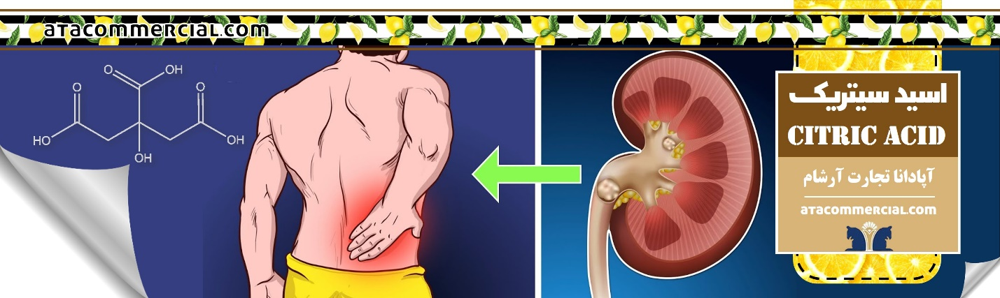 atacommercial.com
O
OH
O
O
HO
OH
OH
اسید سیتریک
CITRIC ACID
آپادانا تجارت آرشام
atacommercial.com